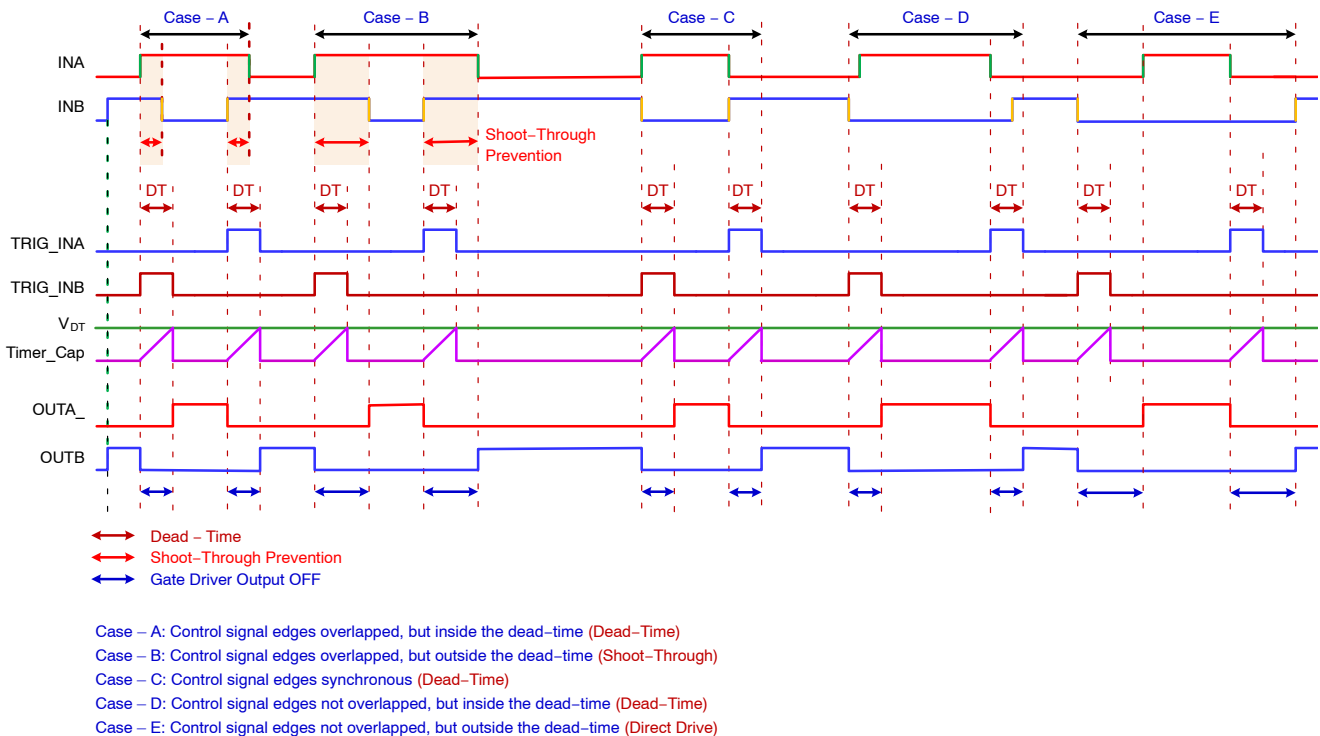 Case – A
Case – B
Case – C
Case – D
Case – E
INA
INB
Shoot–Through
Prevention
DT DT DT DT DT DT DT DT DT DT
TRIG_INA
TRIG_INB
VDT
Timer_Cap
OUTA_
OUTB
Dead – Time
Shoot–Through Prevention
Gate Driver Output OFF
Case – A: Control signal edges overlapped, but inside the dead–time (Dead–Time)
Case – B: Control signal edges overlapped, but outside the dead–time (Shoot–Through)
Case – C: Control signal edges synchronous (Dead–Time)
Case – D: Control signal edges not overlapped, but inside the dead–time (Dead–Time)
Case – E: Control signal edges not overlapped, but outside the dead–time (Direct Drive)